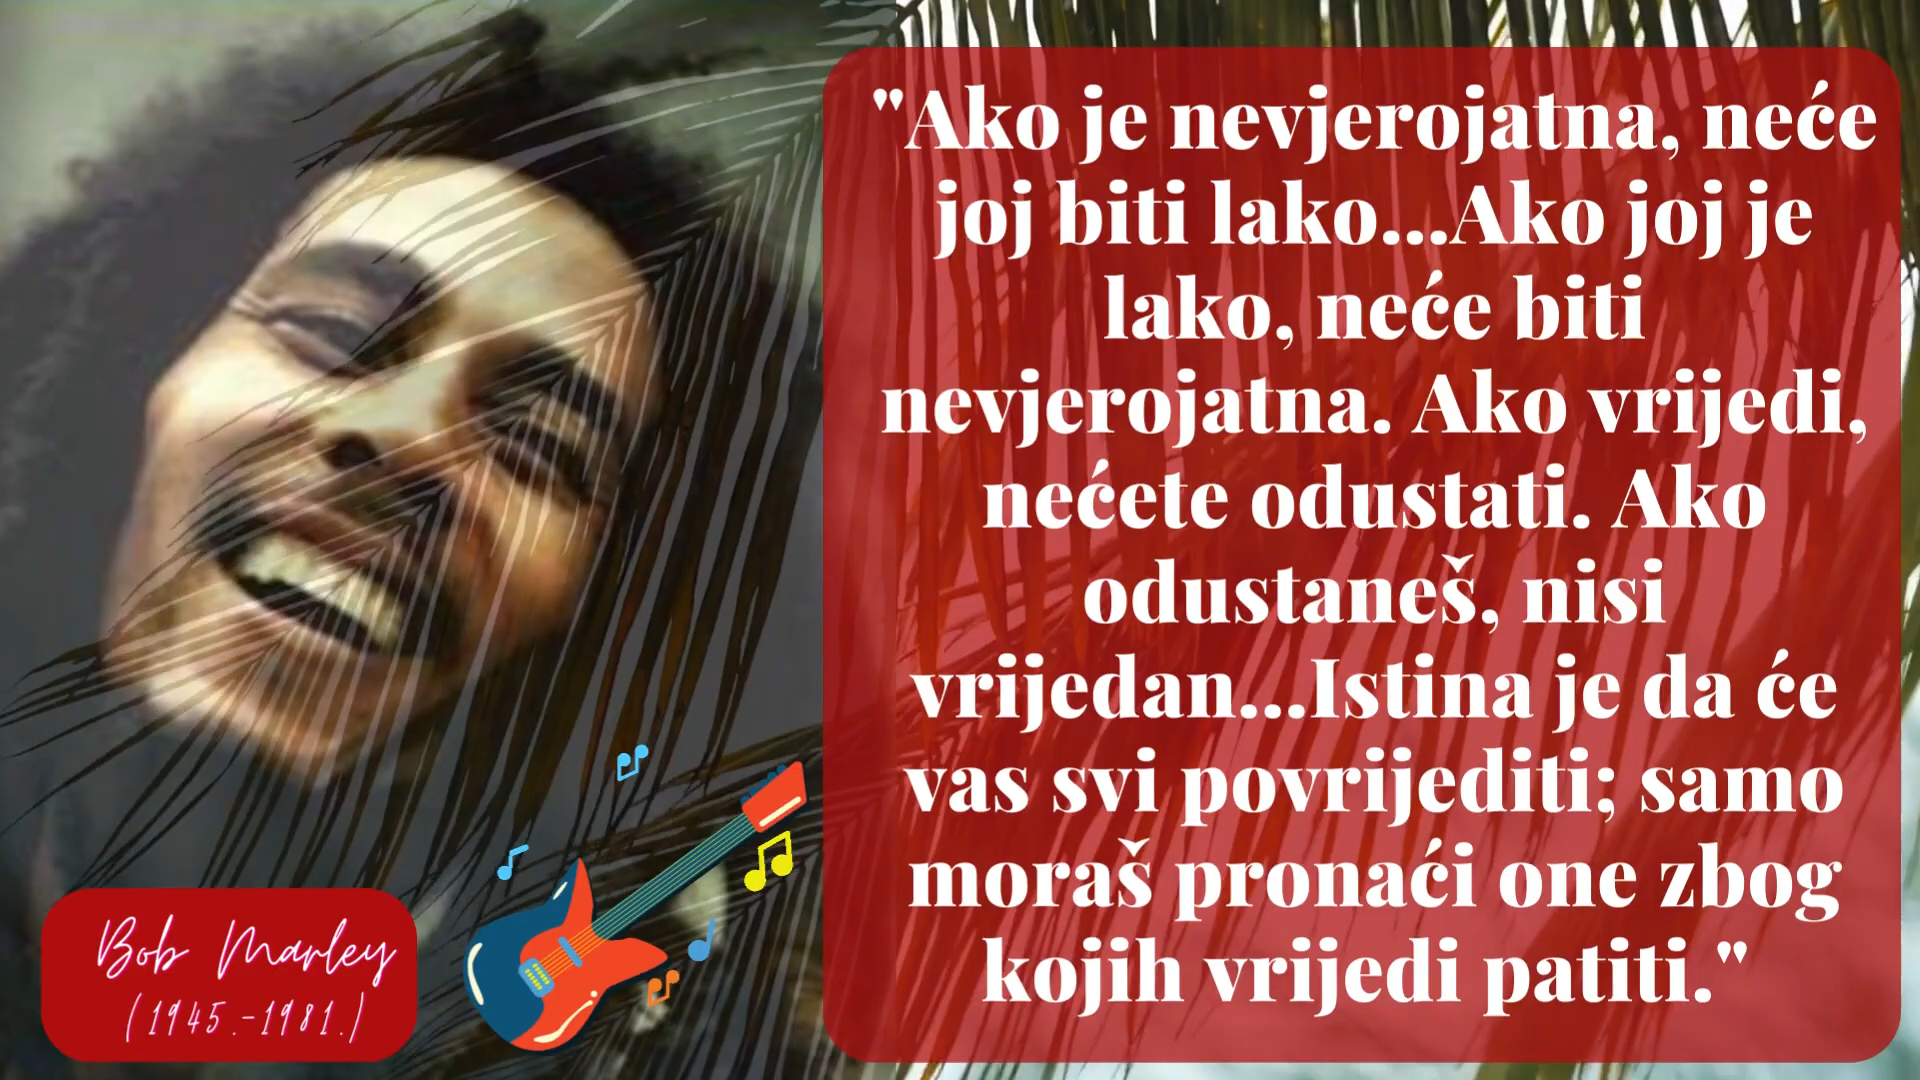 "Ako je nevjerojatna, neće
joj biti lako...Ako joj je
lako, neće biti
nevjerojatna. Ako vrijedi,
nećete odustati. Ako
odustaneš, nisi
vrijedan...Istina je da će
vas svi povrijediti; samo
moraš pronaći one zbog
kojih vrijedi patiti."
Bob Marley
(1945.-1981.)